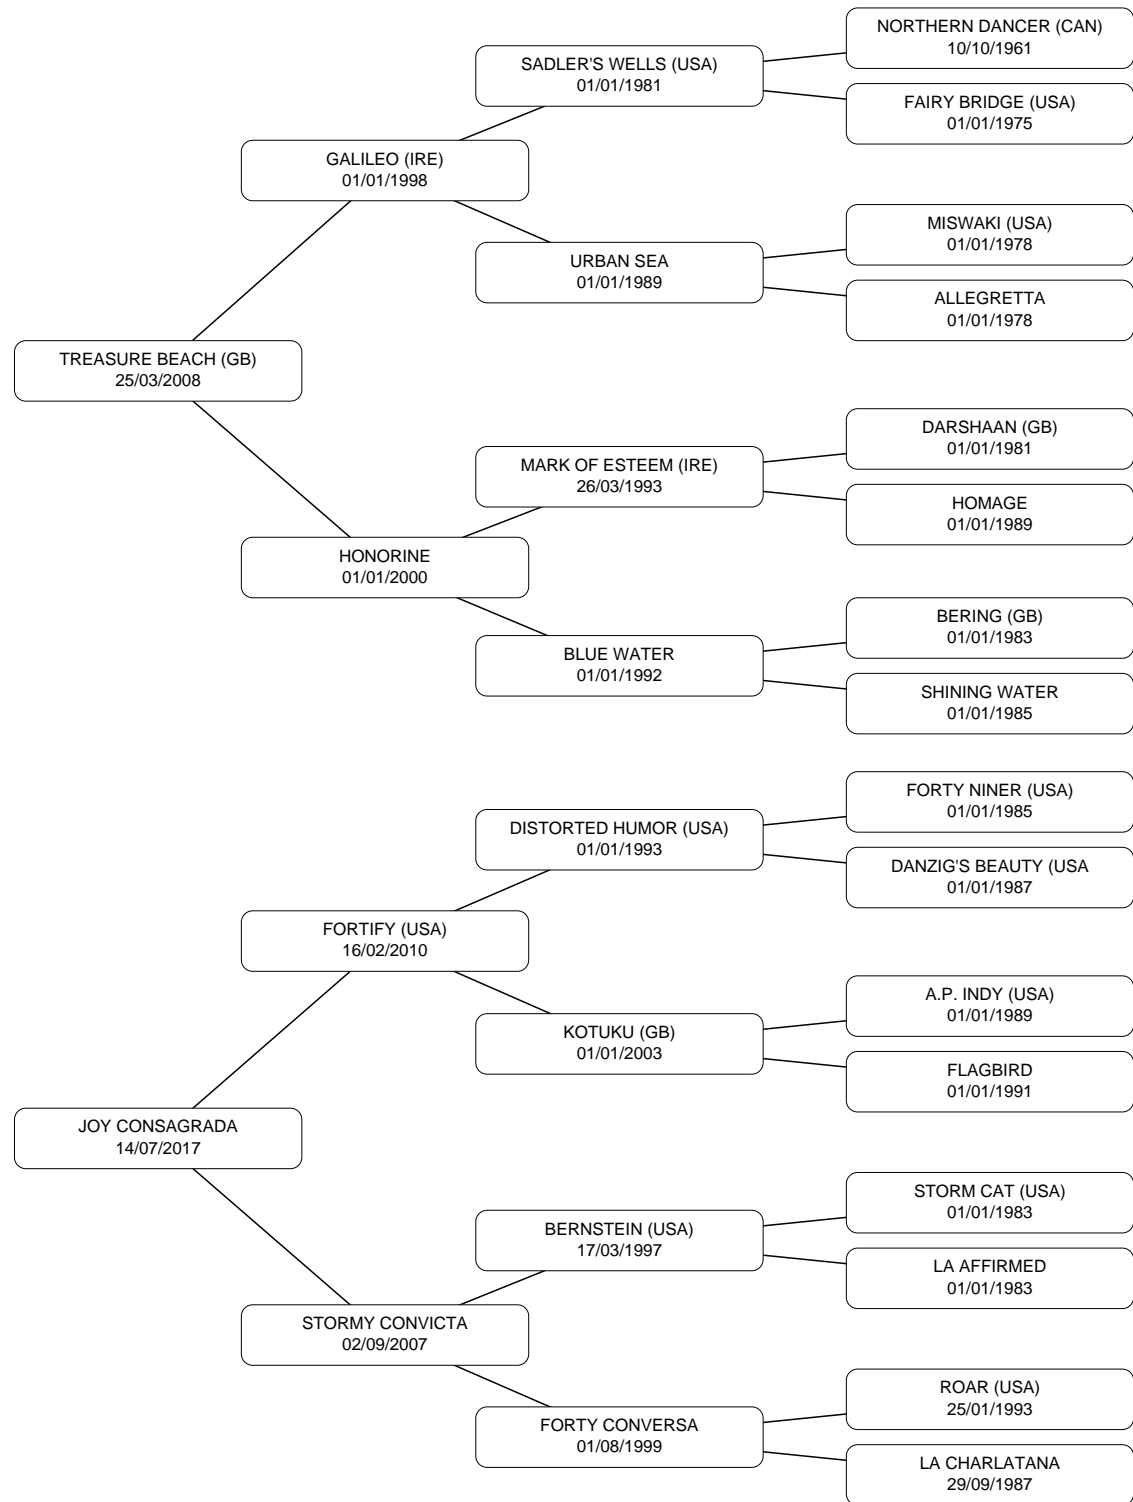 NORTHERN DANCER (CAN)
10/10/1961
SADLER'S WELLS (USA)
01/01/1981
FAIRY BRIDGE (USA)
01/01/1975
GALILEO (IRE)
01/01/1998
MISWAKI (USA)
01/01/1978
URBAN SEA
01/01/1989
ALLEGRETTA
01/01/1978
TREASURE BEACH (GB)
25/03/2008
DARSHAAN (GB)
01/01/1981
MARK OF ESTEEM (IRE)
26/03/1993
HOMAGE
01/01/1989
HONORINE
01/01/2000
BERING (GB)
01/01/1983
BLUE WATER
01/01/1992
SHINING WATER
01/01/1985
FORTY NINER (USA)
01/01/1985
DISTORTED HUMOR (USA)
01/01/1993
DANZIG'S BEAUTY (USA
01/01/1987
FORTIFY (USA)
16/02/2010
A.P. INDY (USA)
01/01/1989
KOTUKU (GB)
01/01/2003
FLAGBIRD
01/01/1991
JOY CONSAGRADA
14/07/2017
STORM CAT (USA)
01/01/1983
BERNSTEIN (USA)
17/03/1997
LA AFFIRMED
01/01/1983
STORMY CONVICTA
02/09/2007
ROAR (USA)
25/01/1993
FORTY CONVERSA
01/08/1999
LA CHARLATANA
29/09/1987